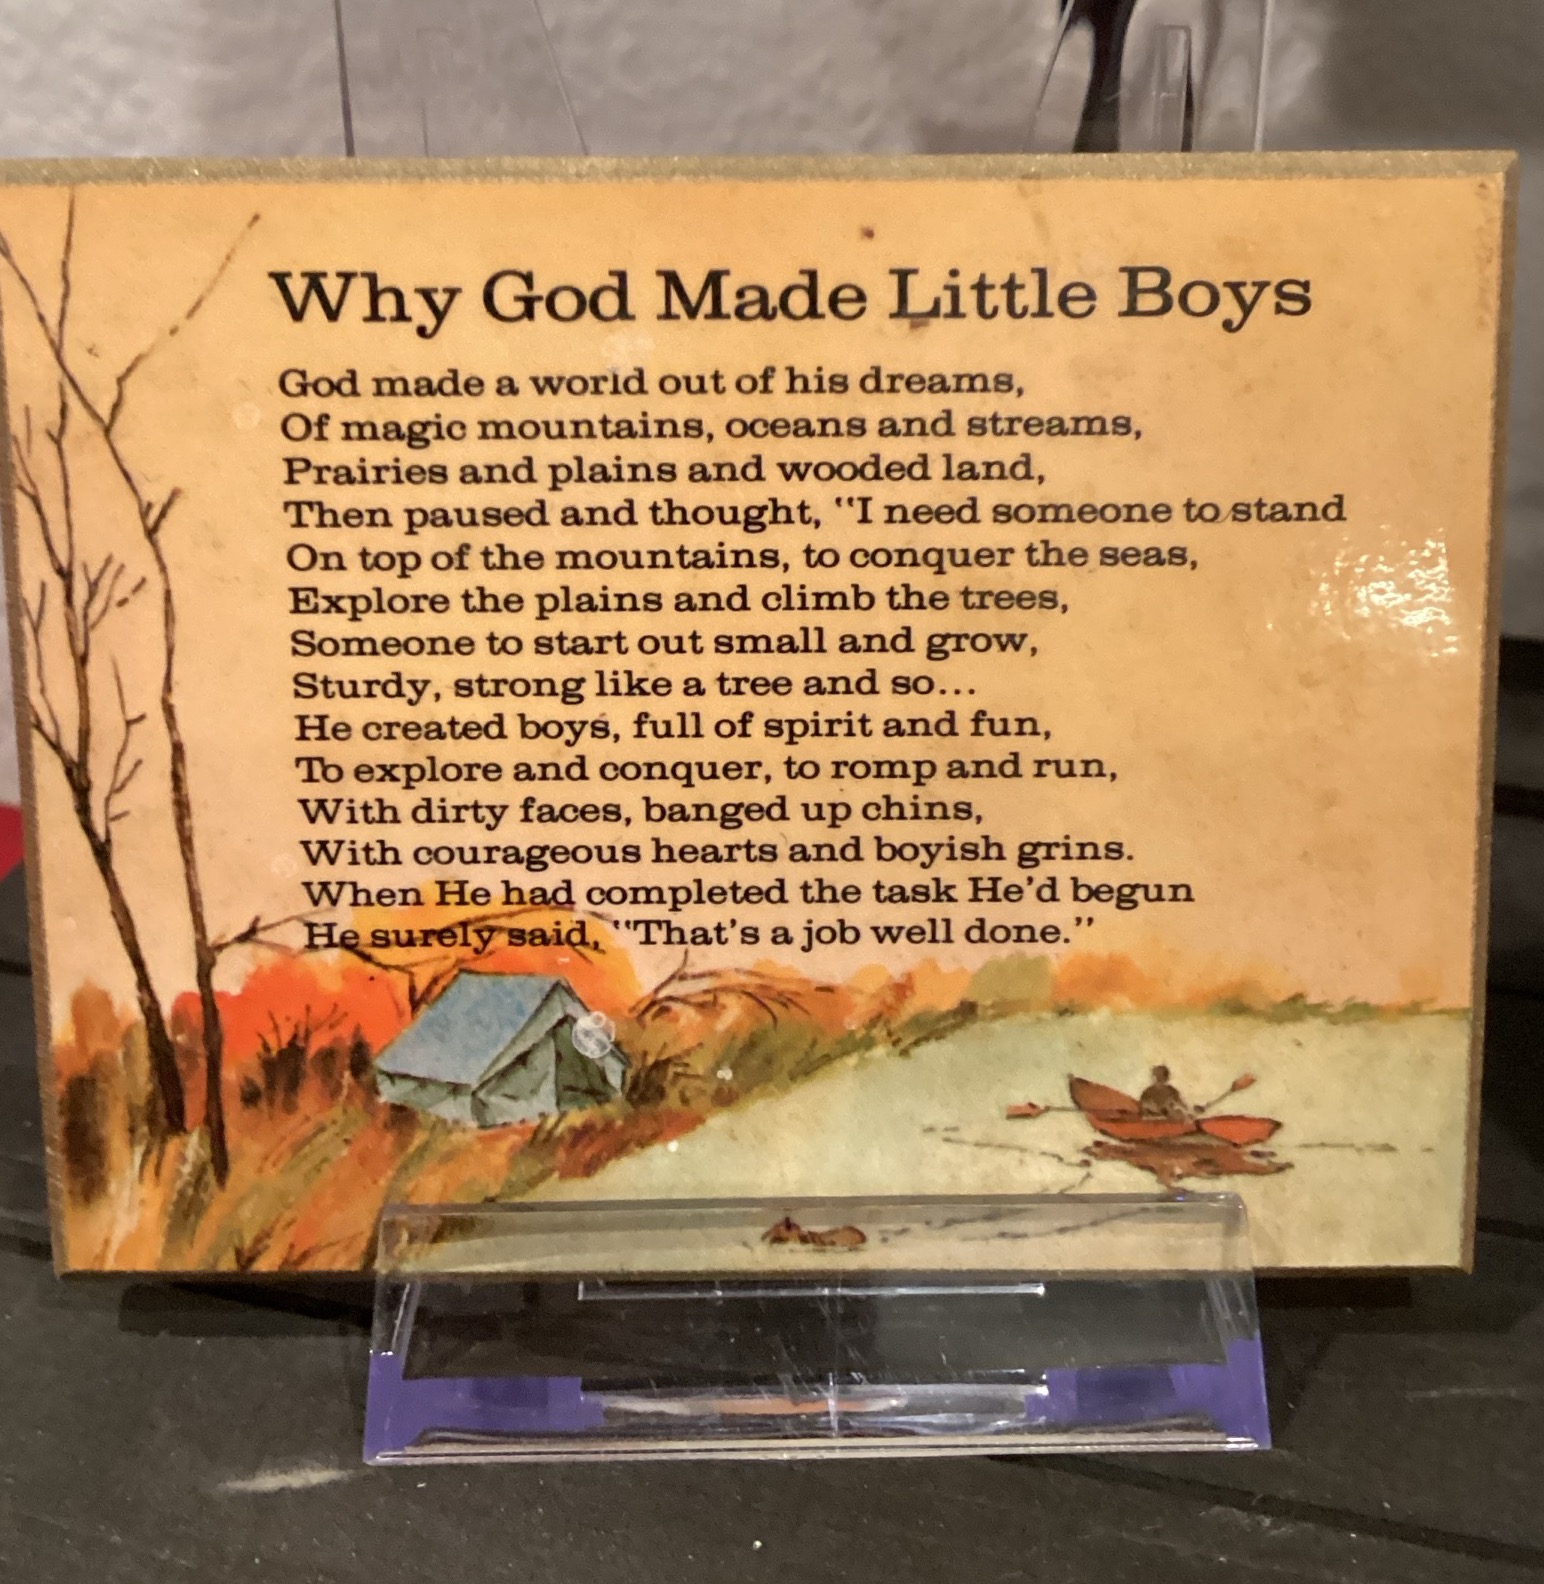 Why God Made Little Boys
God made a world out of his dreams,
Of magic mountains, oceans and streams,
Prairies and plains and wooded land,
Then paused and thought, "I need someone to stand
On top of the mountains, to conquer the seas,
Explore the plains and climb the trees,
Someone to start out small and grow,
Sturdy, strong like a tree and so...
He created boys, full of spirit and fun,
To explore and conquer, to romp and run,
With dirty faces, banged up chins,
With courageous hearts and boyish grins.
When He had completed the task He'd begun
He surely said, "That's a job well done."